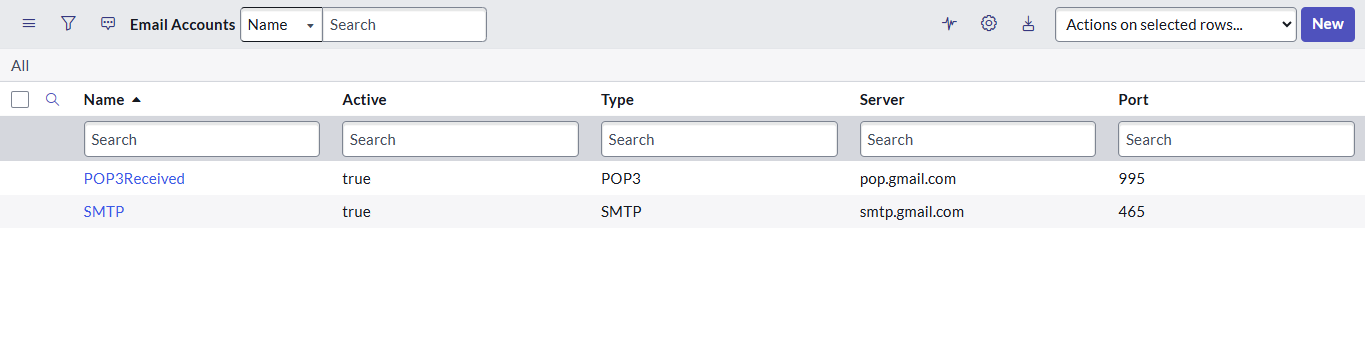 Email Accounts Name Search Actions on selected rows... New
All
Name Active Type Server Port
Search Search Search Search Search
POP3Received true POP3 pop.gmail.com 995
SMTP true SMTP smtp.gmail.com 465